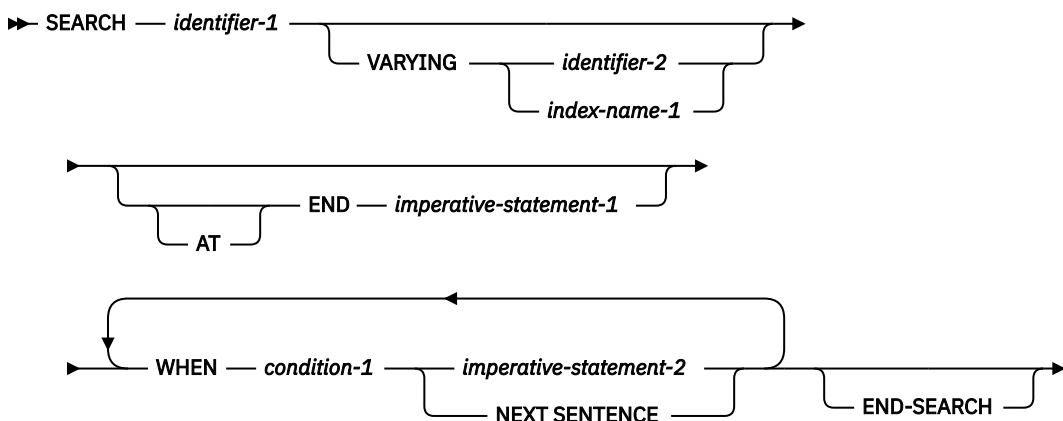 SEARCH identifier-1
VARYING identifier-2
index-name-1
END imperative-statement-1
AT
WHEN condition-1 imperative-statement-2
NEXT SENTENCE
END-SEARCH